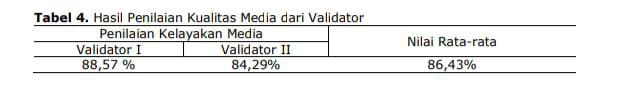 Tabel 4. Hasil Penilaian Kualitas Media dari Validator
Penilaian Kelayakan Media
Nilai Rata-rata
Validator I Validator II
88,57 % 84,29% 86,43%